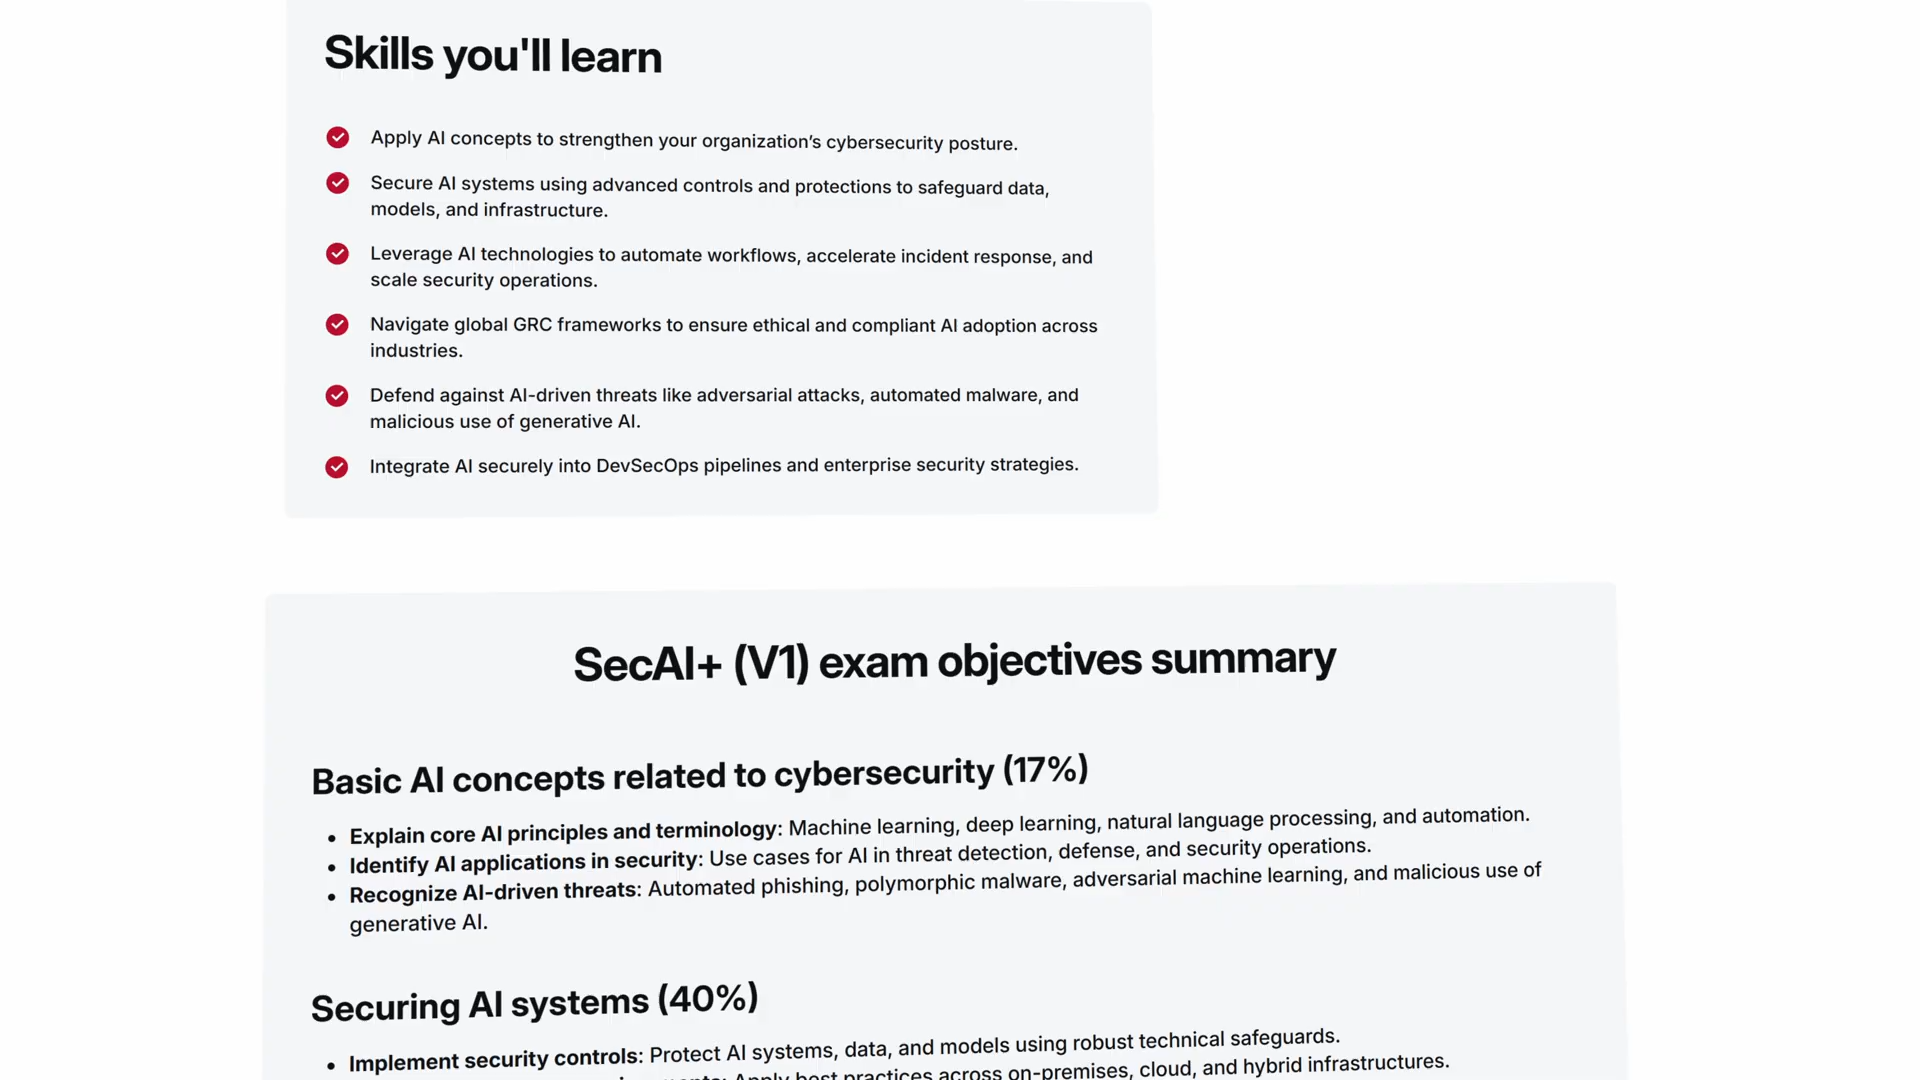 Skills you'll learn
Apply AI concepts to strengthen your organization’s cybersecurity posture.
Secure AI systems using advanced controls and protections to safeguard data,
models, and infrastructure.
Leverage AI technologies to automate workflows, accelerate incident response, and
scale security operations.
Navigate global GRC frameworks to ensure ethical and compliant AI adoption across
industries.
Defend against AI-driven threats like adversarial attacks, automated malware, and
malicious use of generative AI.
Integrate AI securely into DevSecOps pipelines and enterprise security strategies.
SecAI+ (V1) exam objectives summary
Basic AI concepts related to cybersecurity (17%)
• Explain core AI principles and terminology: Machine learning, deep learning, natural language processing, and automation.
• Identify AI applications in security: Use cases for AI in threat detection, defense, and security operations.
• Recognize AI-driven threats: Automated phishing, polymorphic malware, adversarial machine learning, and malicious use of
generative AI.
Securing AI systems (40%)
• Implement security controls: Protect AI systems, data, and models using robust technical safeguards.
Apply best practices across on-premises, cloud, and hybrid infrastructures.